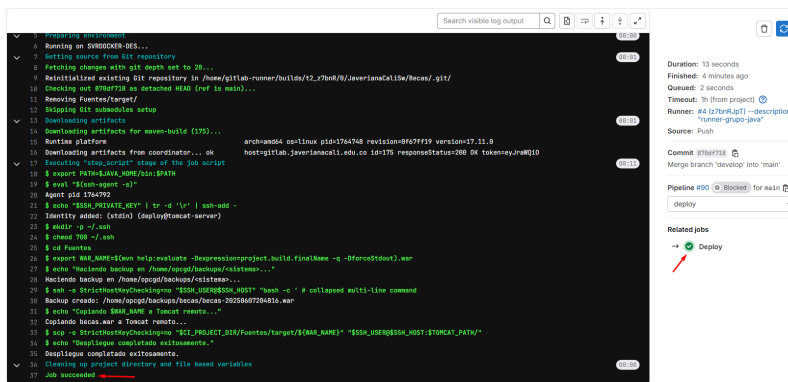 Search visible log output
5 Preparing environment 00:00
6 Running on SVRDOCKER-DES...
7 Getting source from Git repository 00:01
8 Fetching changes with git depth set to 20...
9 Reinitialized existing Git repository in /home/gitlab-runner/builds/t2_z7bnR/0/JaverianaCaliSw/Becas/.git/
10 Checking out 870df718 as detached HEAD (ref is main)...
11 Removing Fuentes/target/
12 Skipping Git submodules setup
13 Downloading artifacts 00:01
14 Downloading artifacts for maven-build (175)...
15 Runtime platform arch=amd64 os=linux pid=1764748 revision=0f67ff19 version=17.11.0
16 Downloading artifacts from coordinator... ok host=gitlab.javerianacali.edu.co id=175 responseStatus=200 OK token=eyJraWQiO
17 Executing "step_script" stage of the job script 00:11
18 $ export PATH=$JAVA_HOME/bin:$PATH
19 $ eval "$(ssh-agent -s)"
20 Agent pid 1764792
21 $ echo "$SSH_PRIVATE_KEY" | tr -d '\r' | ssh-add -
22 Identity added: (stdin) (deploy@tomcat-server)
23 $ mkdir -p ~/.ssh
24 $ chmod 700 ~/.ssh
25 $ cd Fuentes
26 $ export WAR_NAME=$(mvn help:evaluate -Dexpression=project.build.finalName -q -DforceStdout).war
27 $ echo "Haciendo backup en /home/opcgd/backups/<sistema>..."
28 Haciendo backup en /home/opcgd/backups/<sistema>...
29 $ ssh -o StrictHostKeyChecking=no "$SSH_USER@$SSH_HOST" "bash -c ' # collapsed multi-line command
30 Backup creado: /home/opcgd/backups/becas/becas-20250607204816.war
31 $ echo "Copiando $WAR_NAME a Tomcat remoto..."
32 Copiando becas.war a Tomcat remoto...
33 $ scp -o StrictHostKeyChecking=no "$CI_PROJECT_DIR/Fuentes/target/${WAR_NAME}" "$SSH_USER@$SSH_HOST:$TOMCAT_PATH/"
34 $ echo "Despliegue completado exitosamente."
35 Despliegue completado exitosamente.
36 Cleaning up project directory and file based variables 00:00
37 Job succeeded
Duration: 13 seconds
Finished: 4 minutes ago
Queued: 2 seconds
Timeout: 1h (from project)
Runner: #4 (z7bnRJpT) --description
"runner-grupo-java"
Source: Push
Commit 870df718
Merge branch 'develop' into 'main'
Pipeline #90 Blocked for main
deploy
Related jobs
Deploy